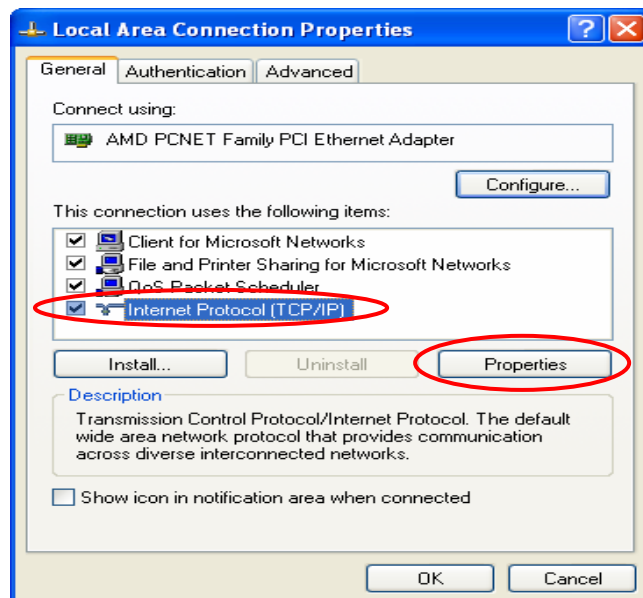 Local Area Connection Properties
General Authentication Advanced
Connect using:
AMD PCNET Family PCI Ethernet Adapter
Configure...
This connection uses the following items:
Client for Microsoft Networks
File and Printer Sharing for Microsoft Networks
QoS Packet Scheduler
Internet Protocol (TCP/IP)
Install... Uninstall Properties
Description
Transmission Control Protocol/Internet Protocol. The default
wide area network protocol that provides communication
across diverse interconnected networks.
Show icon in notification area when connected
OK Cancel